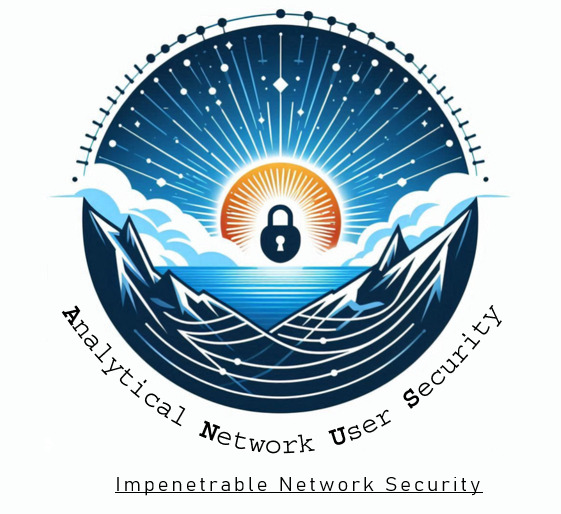 Analytical Network User Security
Impenetrable Network Security